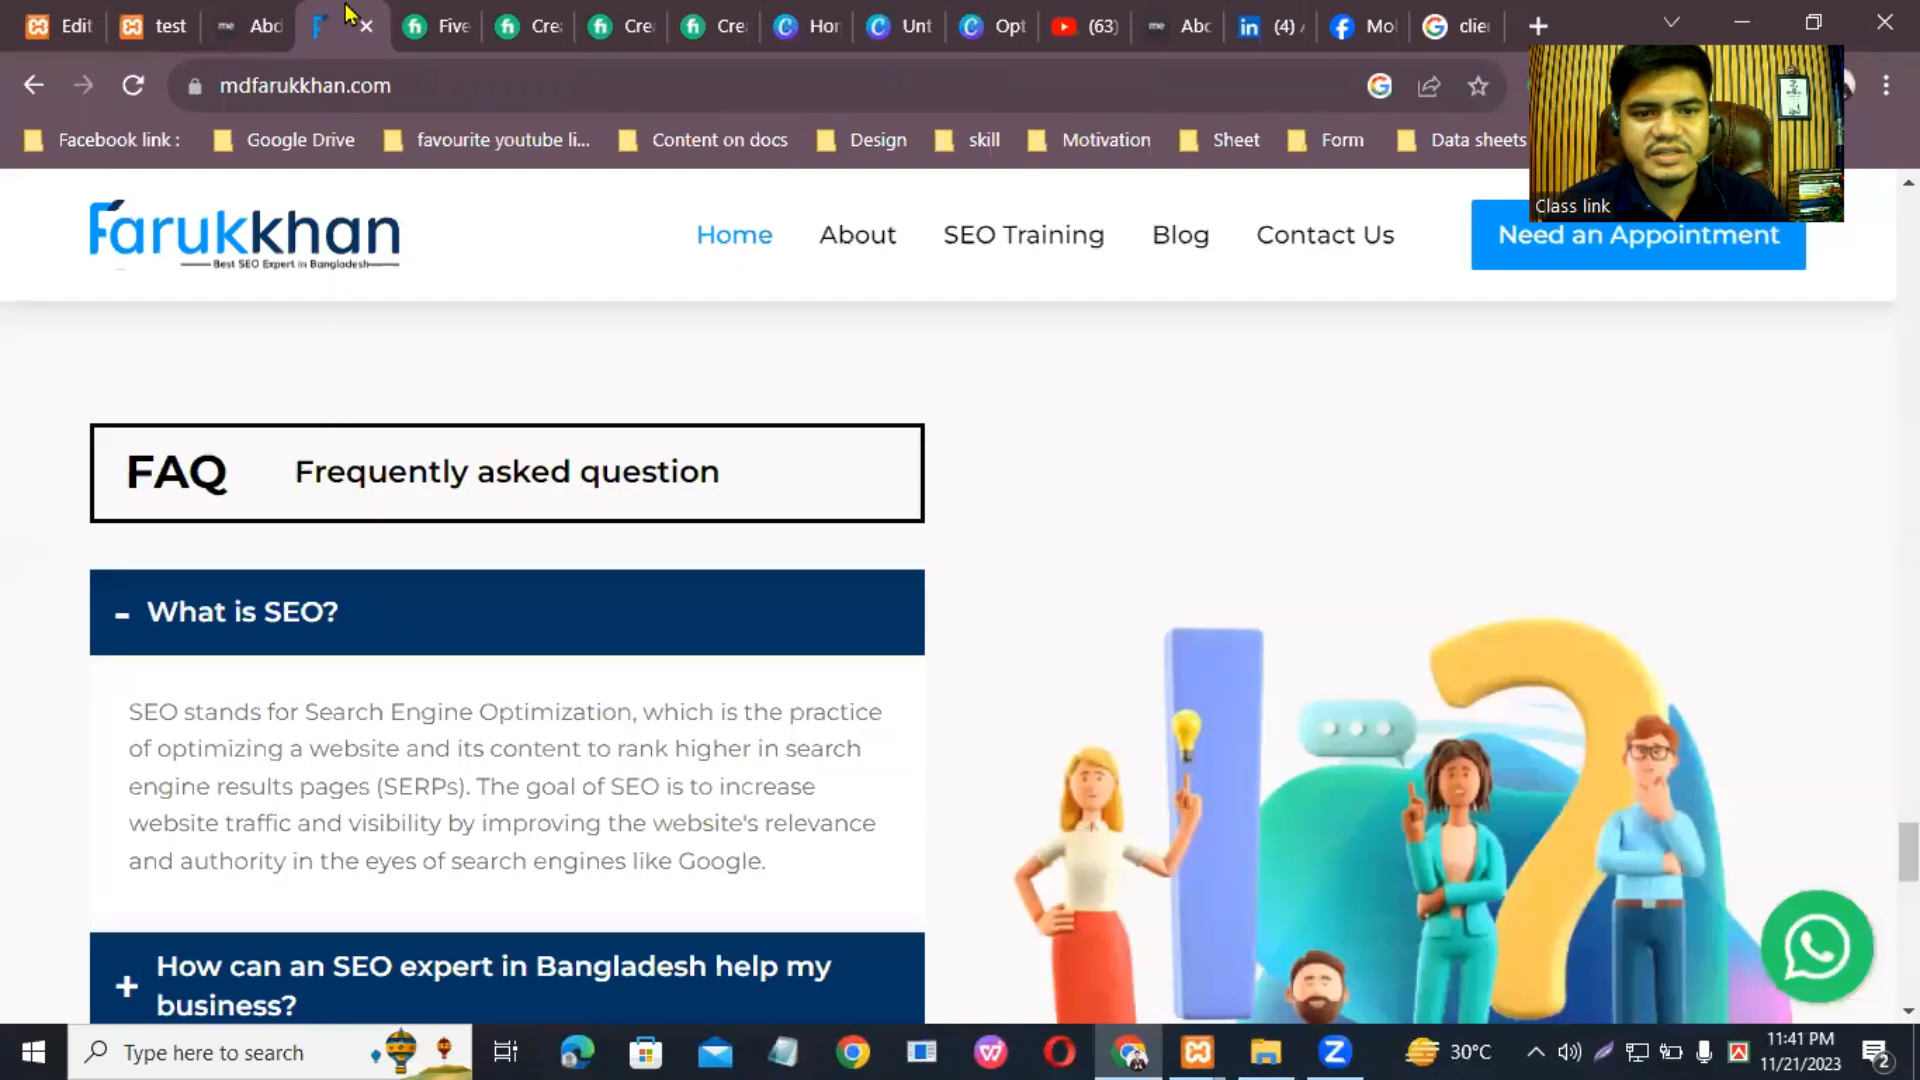 Edit test Abd Five Cre Cre Cre Hor Unt Opt (63) me Abc (4) Mo clie
mdfarukkhan.com
Facebook link : Google Drive favourite youtube li... Content on docs Design skill Motivation Sheet Form Data sheets
Class link
Farukkhan
Best SEO Expert in Bangladesh
Home About SEO Training Blog Contact Us Need an Appointment
FAQ Frequently asked question
- What is SEO?
SEO stands for Search Engine Optimization, which is the practice
of optimizing a website and its content to rank higher in search
engine results pages (SERPs). The goal of SEO is to increase
website traffic and visibility by improving the website's relevance
and authority in the eyes of search engines like Google.
+ How can an SEO expert in Bangladesh help my
business?
Type here to search
30°C
11:41 PM
11/21/2023
2